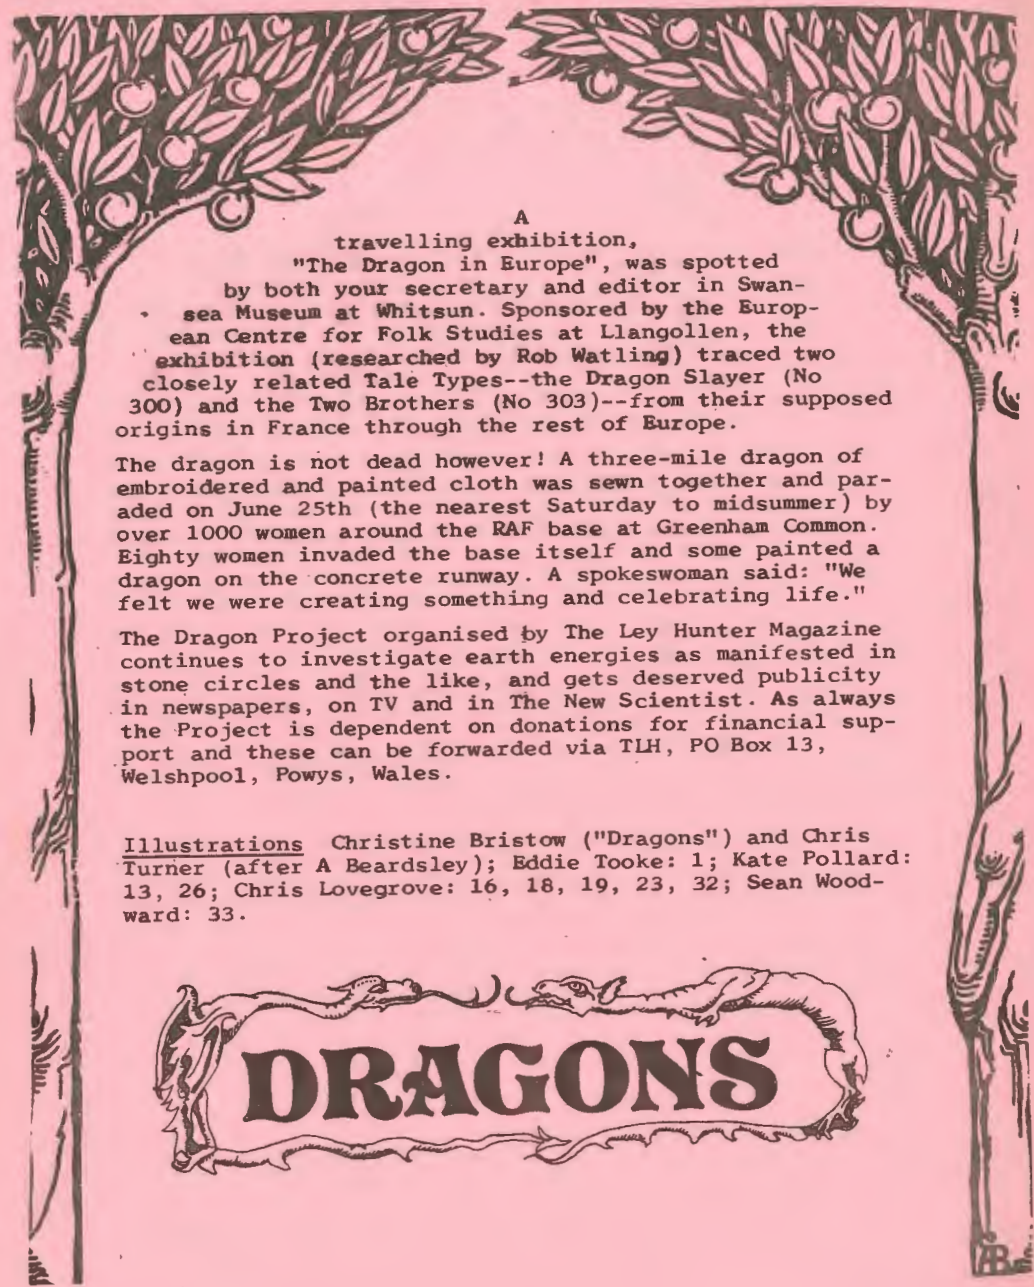 A
travelling exhibition,
"The Dragon in Europe", was spotted
by both your secretary and editor in Swan-
sea Museum at Whitsun. Sponsored by the Europ-
ean Centre for Folk Studies at Llangollen, the
exhibition (researched by Rob Watling) traced two
closely related Tale Types--the Dragon Slayer (No
300) and the Two Brothers (No 303)--from their supposed
origins in France through the rest of Europe.
The dragon is not dead however! A three-mile dragon of
embroidered and painted cloth was sewn together and par-
aded on June 25th (the nearest Saturday to midsummer) by
over 1000 women around the RAF base at Greenham Common.
Eighty women invaded the base itself and some painted a
dragon on the concrete runway. A spokeswoman said: "We
felt we were creating something and celebrating life."
The Dragon Project organised by The Ley Hunter Magazine
continues to investigate earth energies as manifested in
stone circles and the like, and gets deserved publicity
in newspapers, on TV and in The New Scientist. As always
the Project is dependent on donations for financial sup-
port and these can be forwarded via TLH, PO Box 13,
Welshpool, Powys, Wales.
Illustrations Christine Bristow ("Dragons") and Chris
Turner (after A Beardsley); Eddie Tooke: 1; Kate Pollard:
13, 26; Chris Lovegrove: 16, 18, 19, 23, 32; Sean Wood-
ward: 33.
DRAGONS